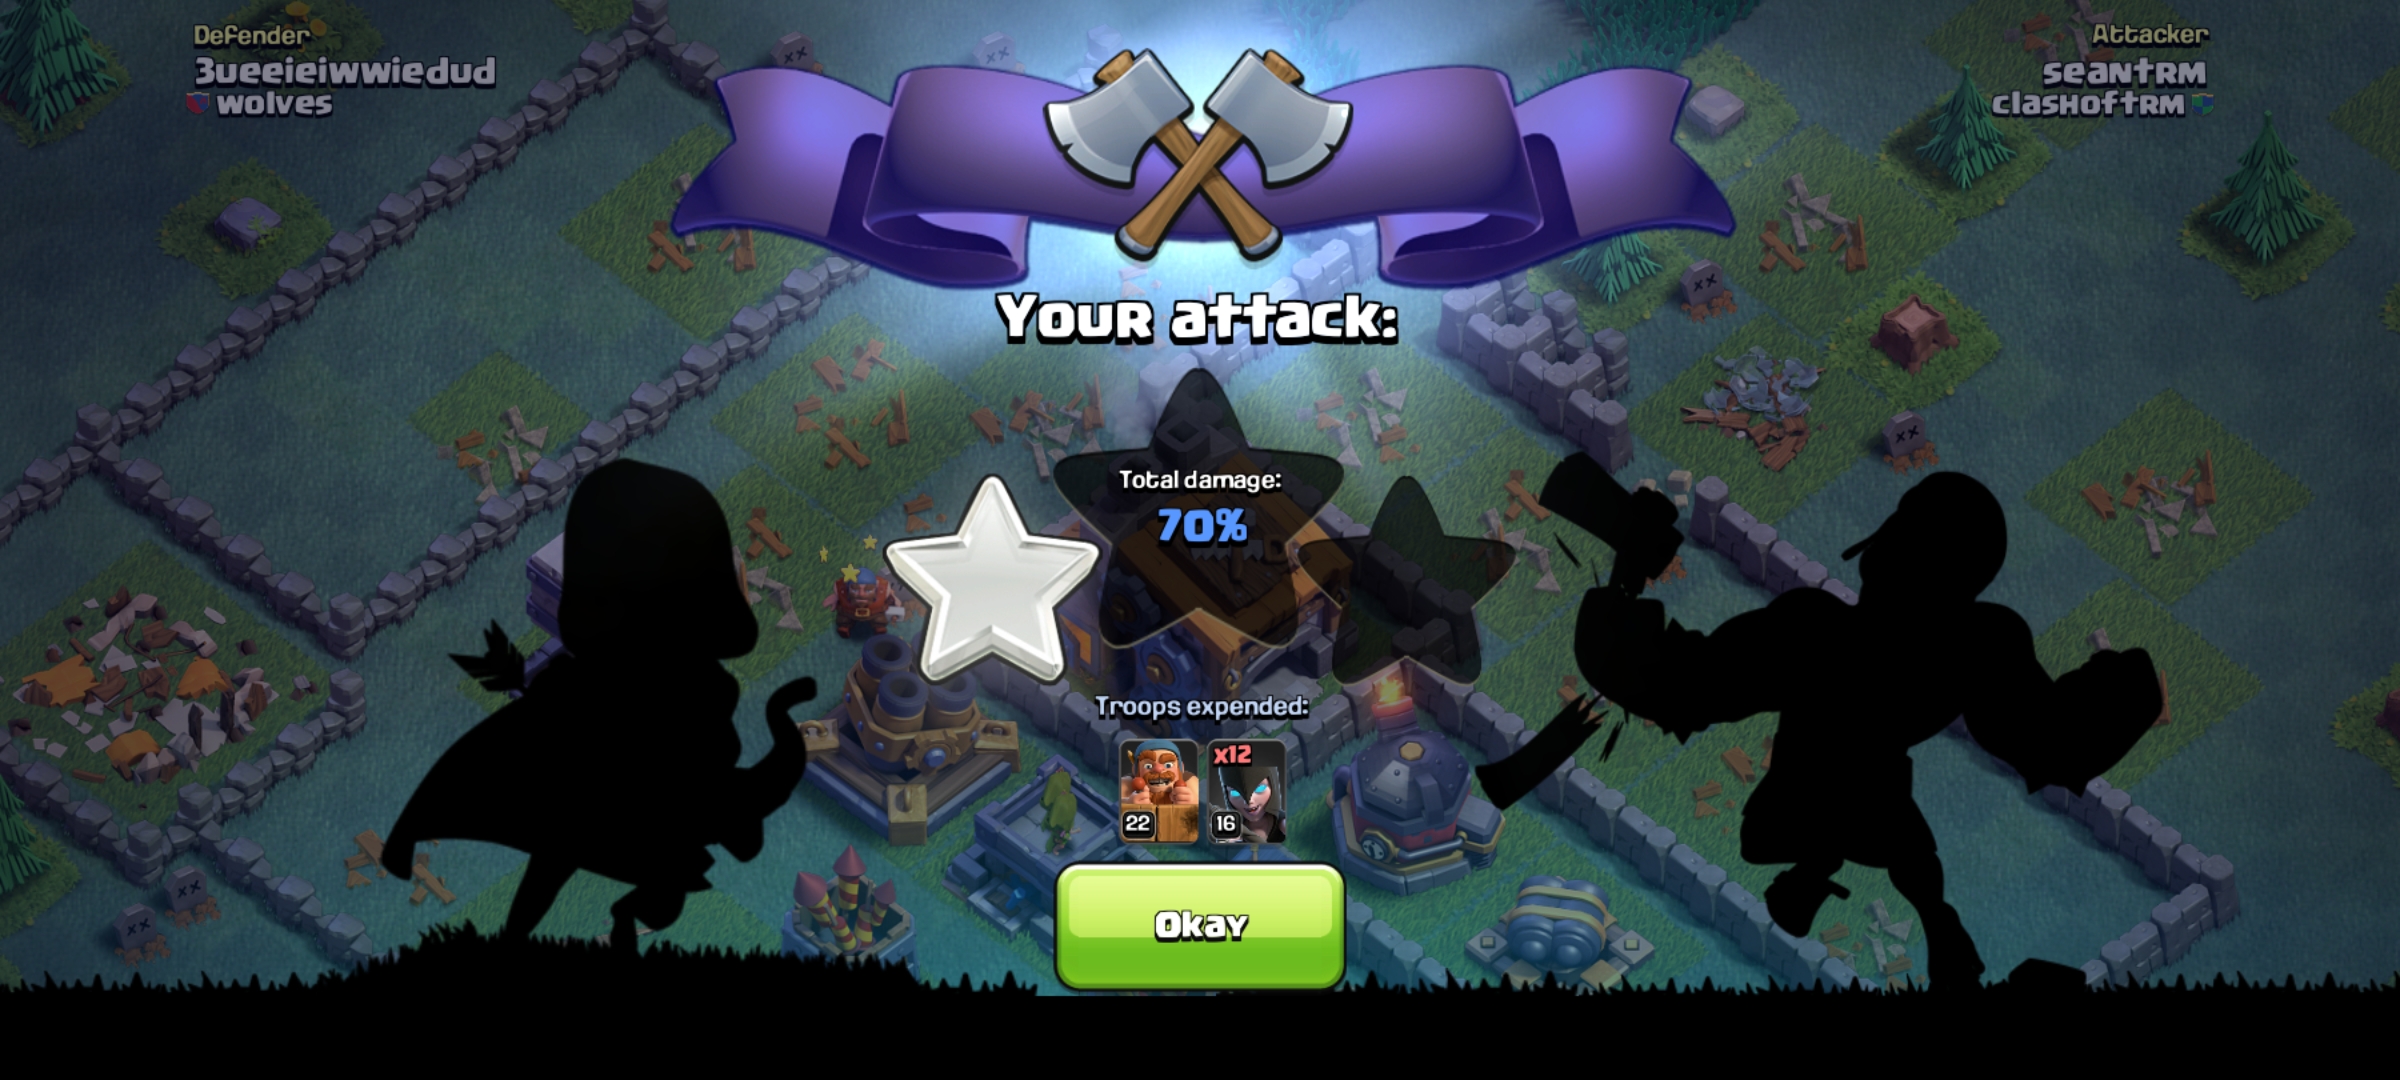 Defender
3ueeieiwwiedud
wolves
Attacker
seantrm
clashoftrm
Your attack:
Total damage:
70%
Troops expended:
22
x12
16
Okay